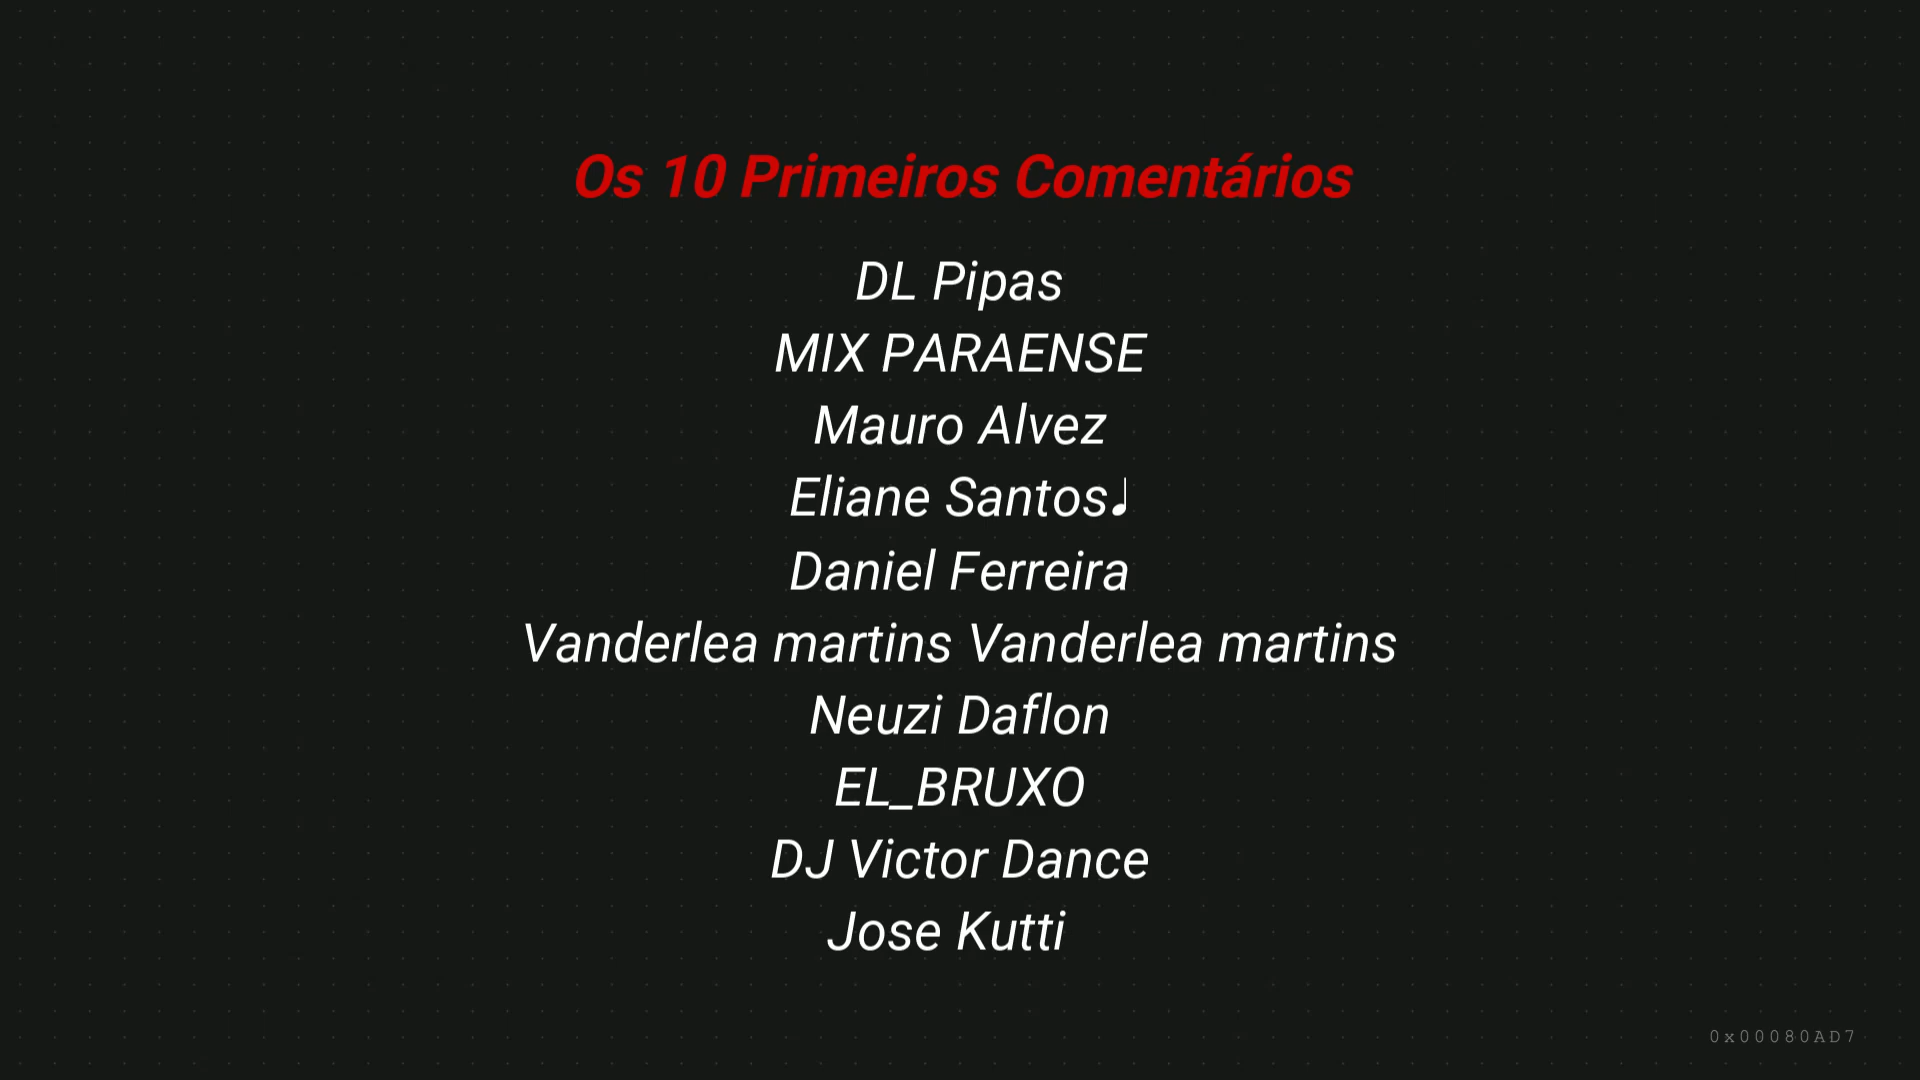 Os 10 Primeiros Comentários
DL Pipas
MIX PARAENSE
Mauro Alvez
Eliane Santos♩
Daniel Ferreira
Vanderlea martins Vanderlea martins
Neuzi Daflon
EL_BRUXO
DJ Victor Dance
Jose Kutti
0x00080AD7